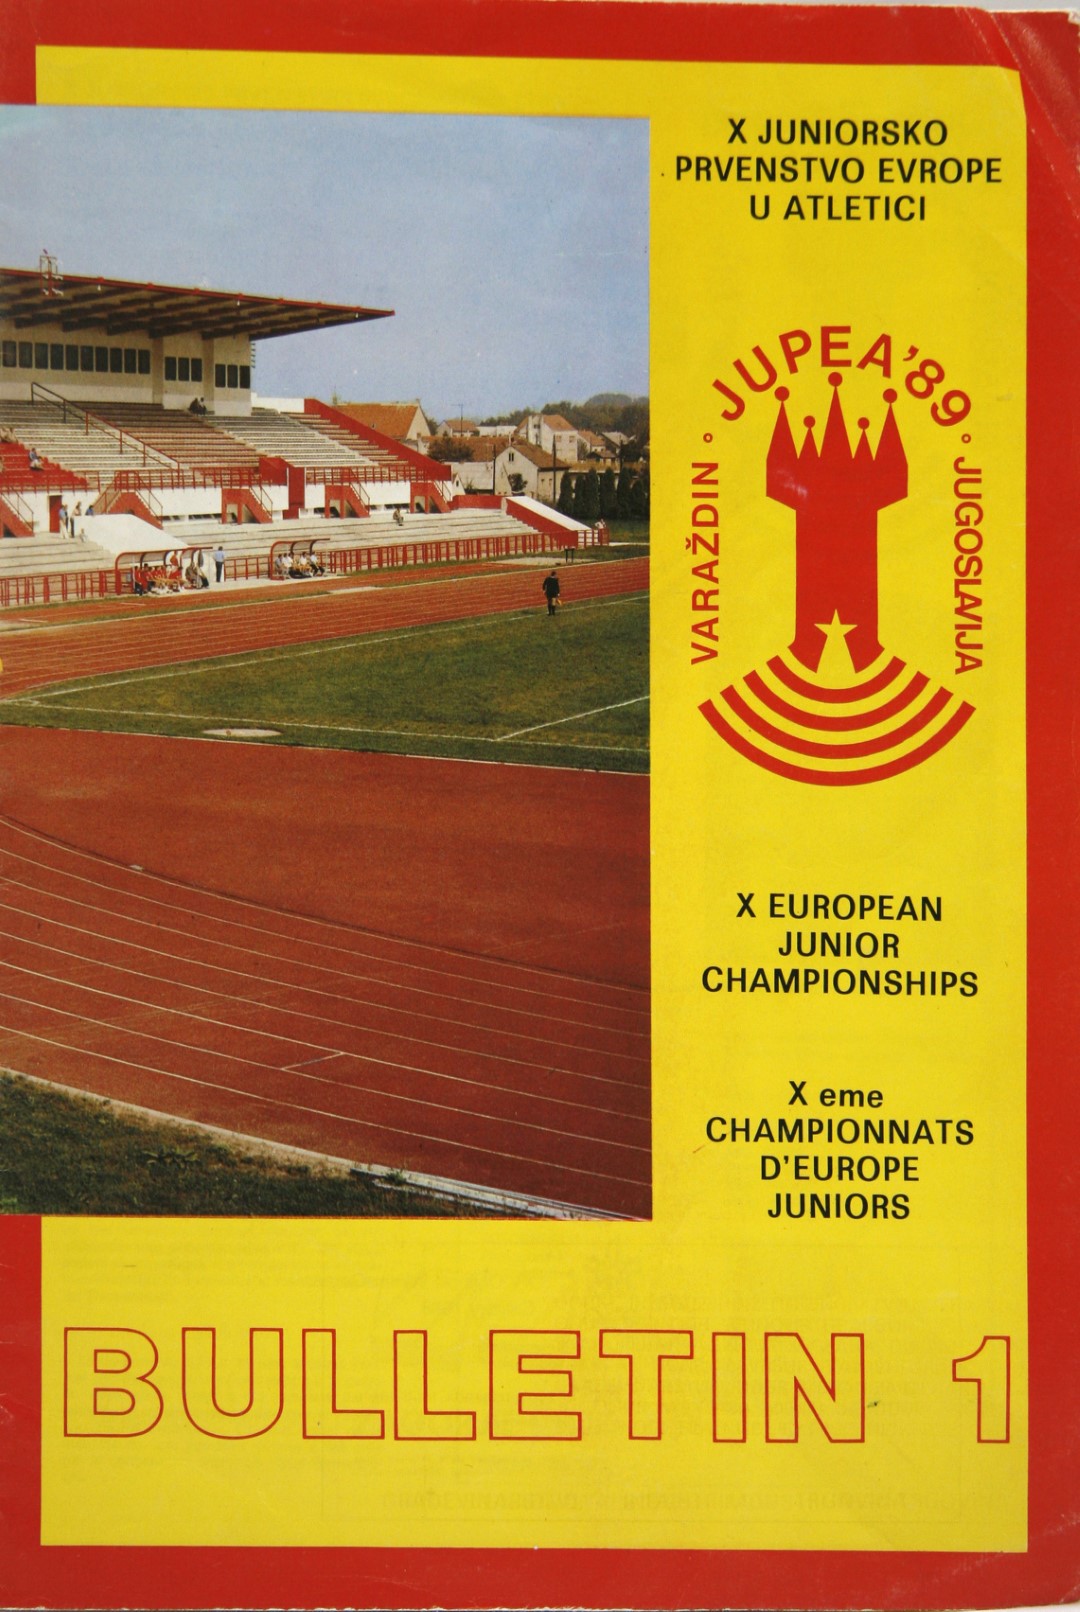 X JUNIORSKO
PRVENSTVO EVROPE
U ATLETICI
VARAŽDIN ° JUPEA'89 ° JUGOSLAVIJA
X EUROPEAN
JUNIOR
CHAMPIONSHIPS
X eme
CHAMPIONNATS
D'EUROPE
JUNIORS
BULLETIN 1